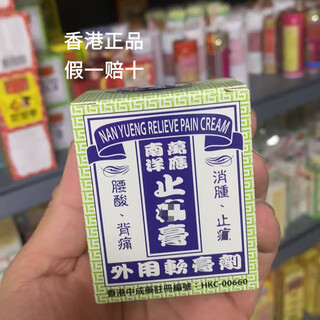 香港正品
假一赔十
NAN YUENG RELIEVE PAIN CREAM
南洋
萬應
止痛膏
消腫、止痛
腰酸、背痛
外用軟膏劑
香港中成藥註冊編號：HKC-00660